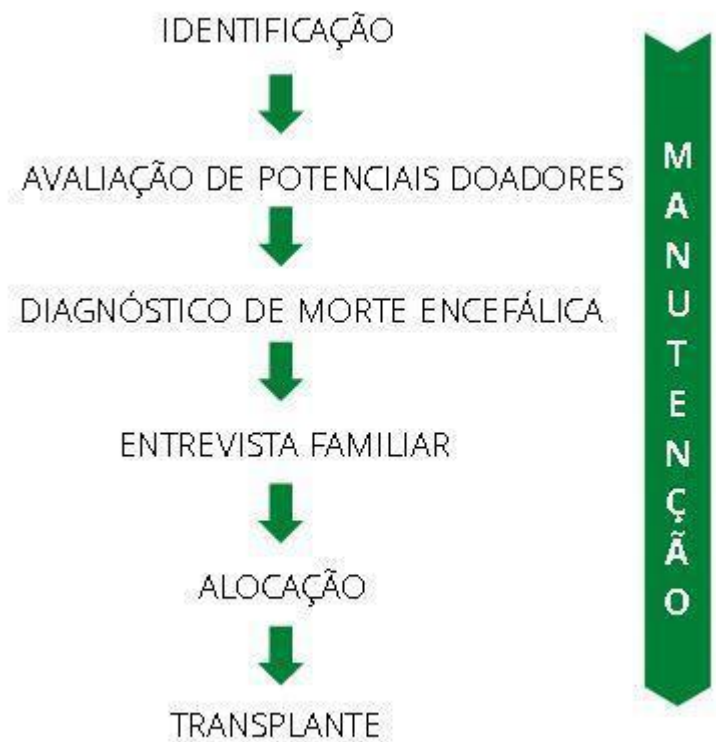 IDENTIFICAÇÃO
AVALIAÇÃO DE POTENCIAIS DOADORES
DIAGNÓSTICO DE MORTE ENCEFÁLICA
ENTREVISTA FAMILIAR
ALOCAÇÃO
TRANSPLANTE
MANUTENÇÃO